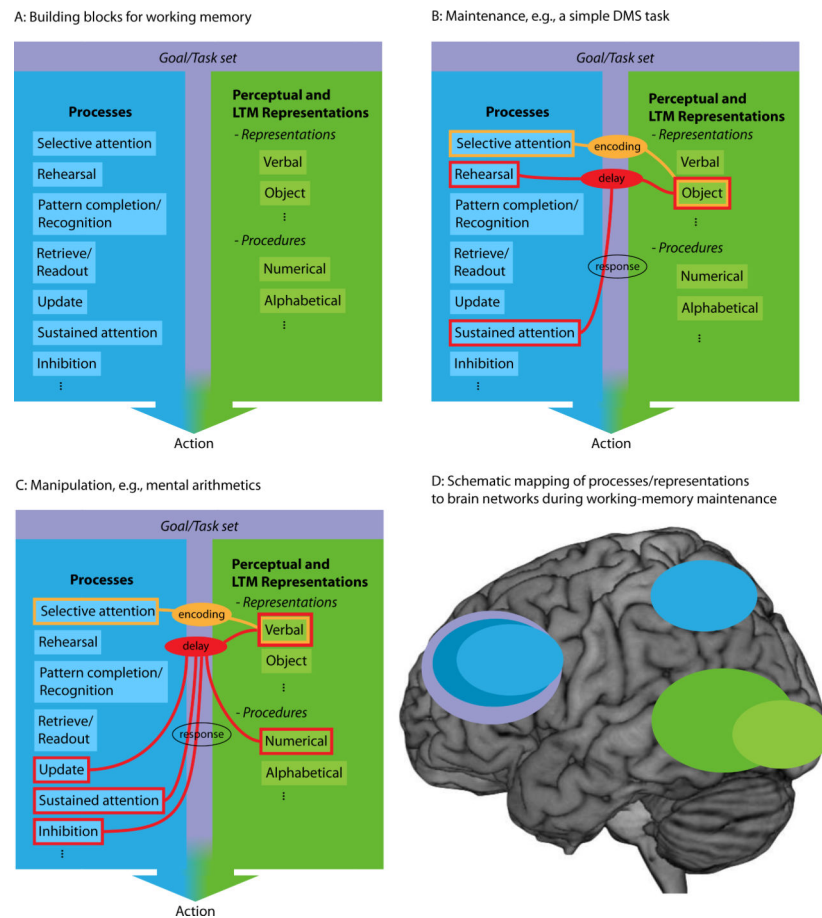 A: Building blocks for working memory
Goal/Task set
Processes
Selective attention
Rehearsal
Pattern completion/
Recognition
Retrieve/
Readout
Update
Sustained attention
Inhibition
...
Perceptual and
LTM Representations
- Representations
Verbal
Object
...
- Procedures
Numerical
Alphabetical
...
Action
B: Maintenance, e.g., a simple DMS task
Goal/Task set
Processes
Selective attention
Rehearsal
Pattern completion/
Recognition
Retrieve/
Readout
Update
Sustained attention
Inhibition
...
encoding
delay
response
Perceptual and
LTM Representations
- Representations
Verbal
Object
...
- Procedures
Numerical
Alphabetical
...
Action
C: Manipulation, e.g., mental arithmetics
Goal/Task set
Processes
Selective attention
Rehearsal
Pattern completion/
Recognition
Retrieve/
Readout
Update
Sustained attention
Inhibition
...
encoding
delay
response
Perceptual and
LTM Representations
- Representations
Verbal
Object
...
- Procedures
Numerical
Alphabetical
...
Action
D: Schematic mapping of processes/representations
to brain networks during working-memory maintenance